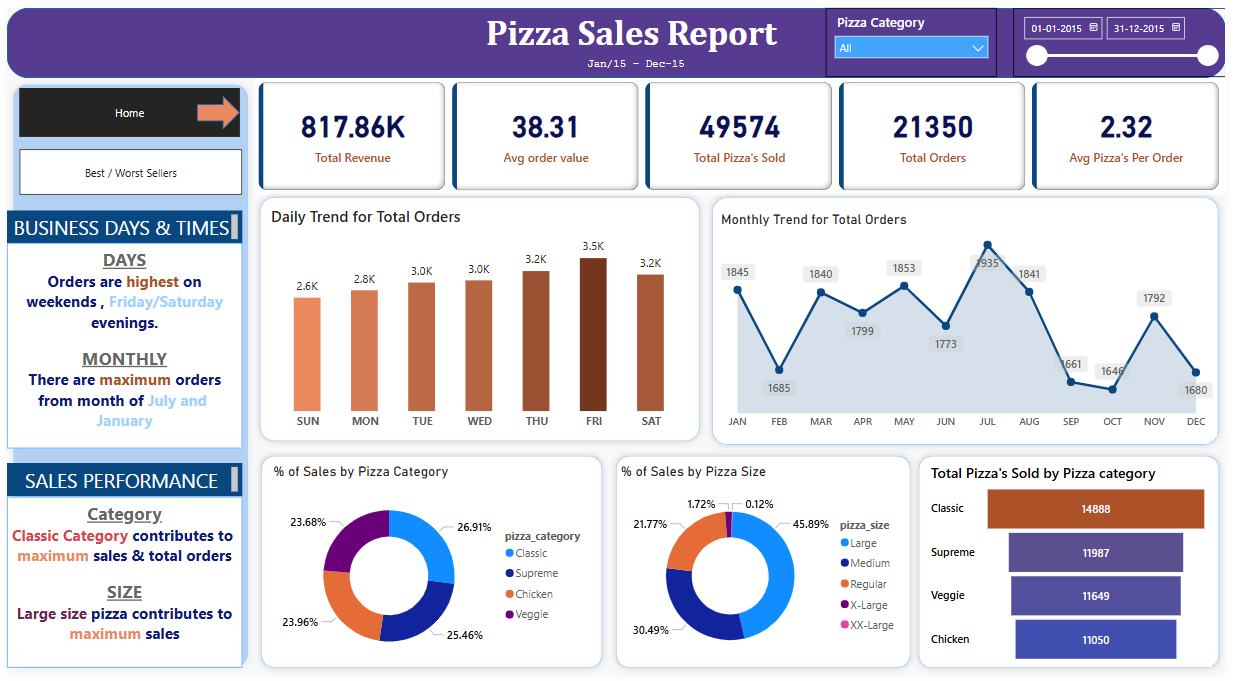 Pizza Sales Report
Jan/15 - Dec-15
Pizza Category
All
01-01-2015
31-12-2015
Home
Best / Worst Sellers
817.86K
Total Revenue
38.31
Avg order value
49574
Total Pizza's Sold
21350
Total Orders
2.32
Avg Pizza's Per Order
BUSINESS DAYS & TIMES
DAYS
Orders are highest on
weekends , Friday/Saturday
evenings.
MONTHLY
There are maximum orders
from month of July and
January
SALES PERFORMANCE
Category
Classic Category contributes to
maximum sales & total orders
SIZE
Large size pizza contributes to
maximum sales
Daily Trend for Total Orders
2.6K
2.8K
3.0K
3.0K
3.2K
3.5K
3.2K
SUN MON TUE WED THU FRI SAT
Monthly Trend for Total Orders
1845
1685
1840
1799
1853
1773
1935
1841
1661
1646
1792
1680
JAN FEB MAR APR MAY JUN JUL AUG SEP OCT NOV DEC
% of Sales by Pizza Category
26.91%
25.46%
23.96%
23.68%
pizza_category
Classic
Supreme
Chicken
Veggie
% of Sales by Pizza Size
1.72%
0.12%
21.77%
45.89%
30.49%
pizza_size
Large
Medium
Regular
X-Large
XX-Large
Total Pizza's Sold by Pizza category
Classic 14888
Supreme 11987
Veggie 11649
Chicken 11050